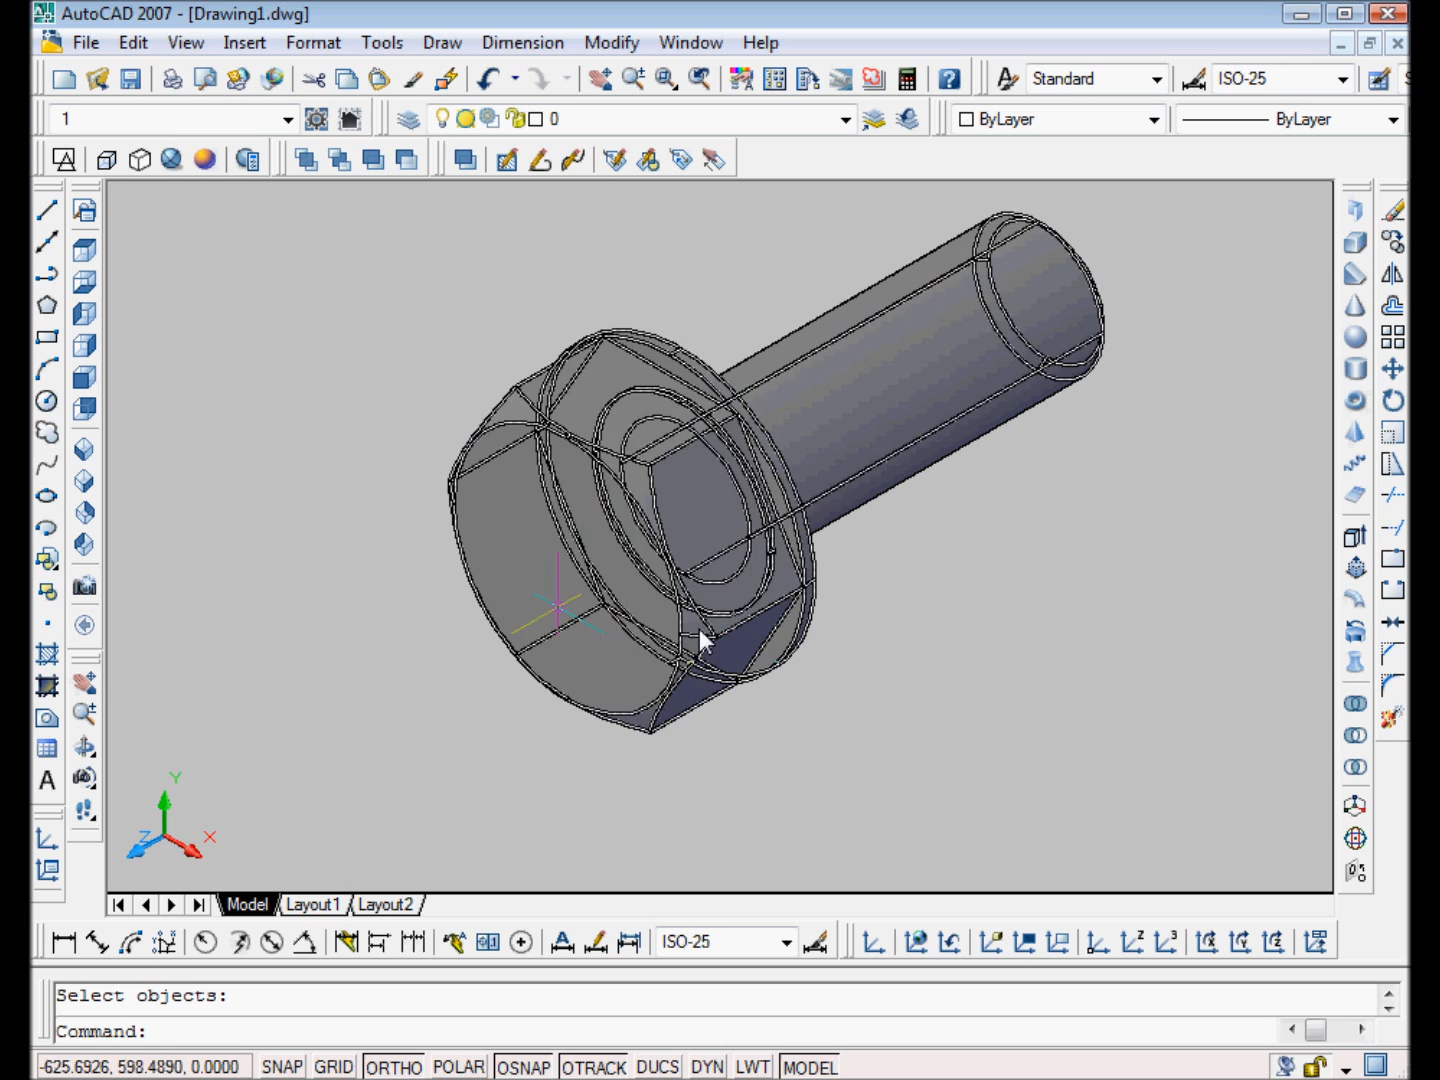 AutoCAD 2007 - [Drawing1.dwg]
File Edit View Insert Format Tools Draw Dimension Modify Window Help
Standard ISO-25
1 0 ByLayer ByLayer
Y
Z X
Model Layout1 Layout2
ISO-25
Select objects:
Command:
-625.6926, 598.4890, 0.0000 SNAP GRID ORTHO POLAR OSNAP OTRACK DUCS DYN LWT MODEL